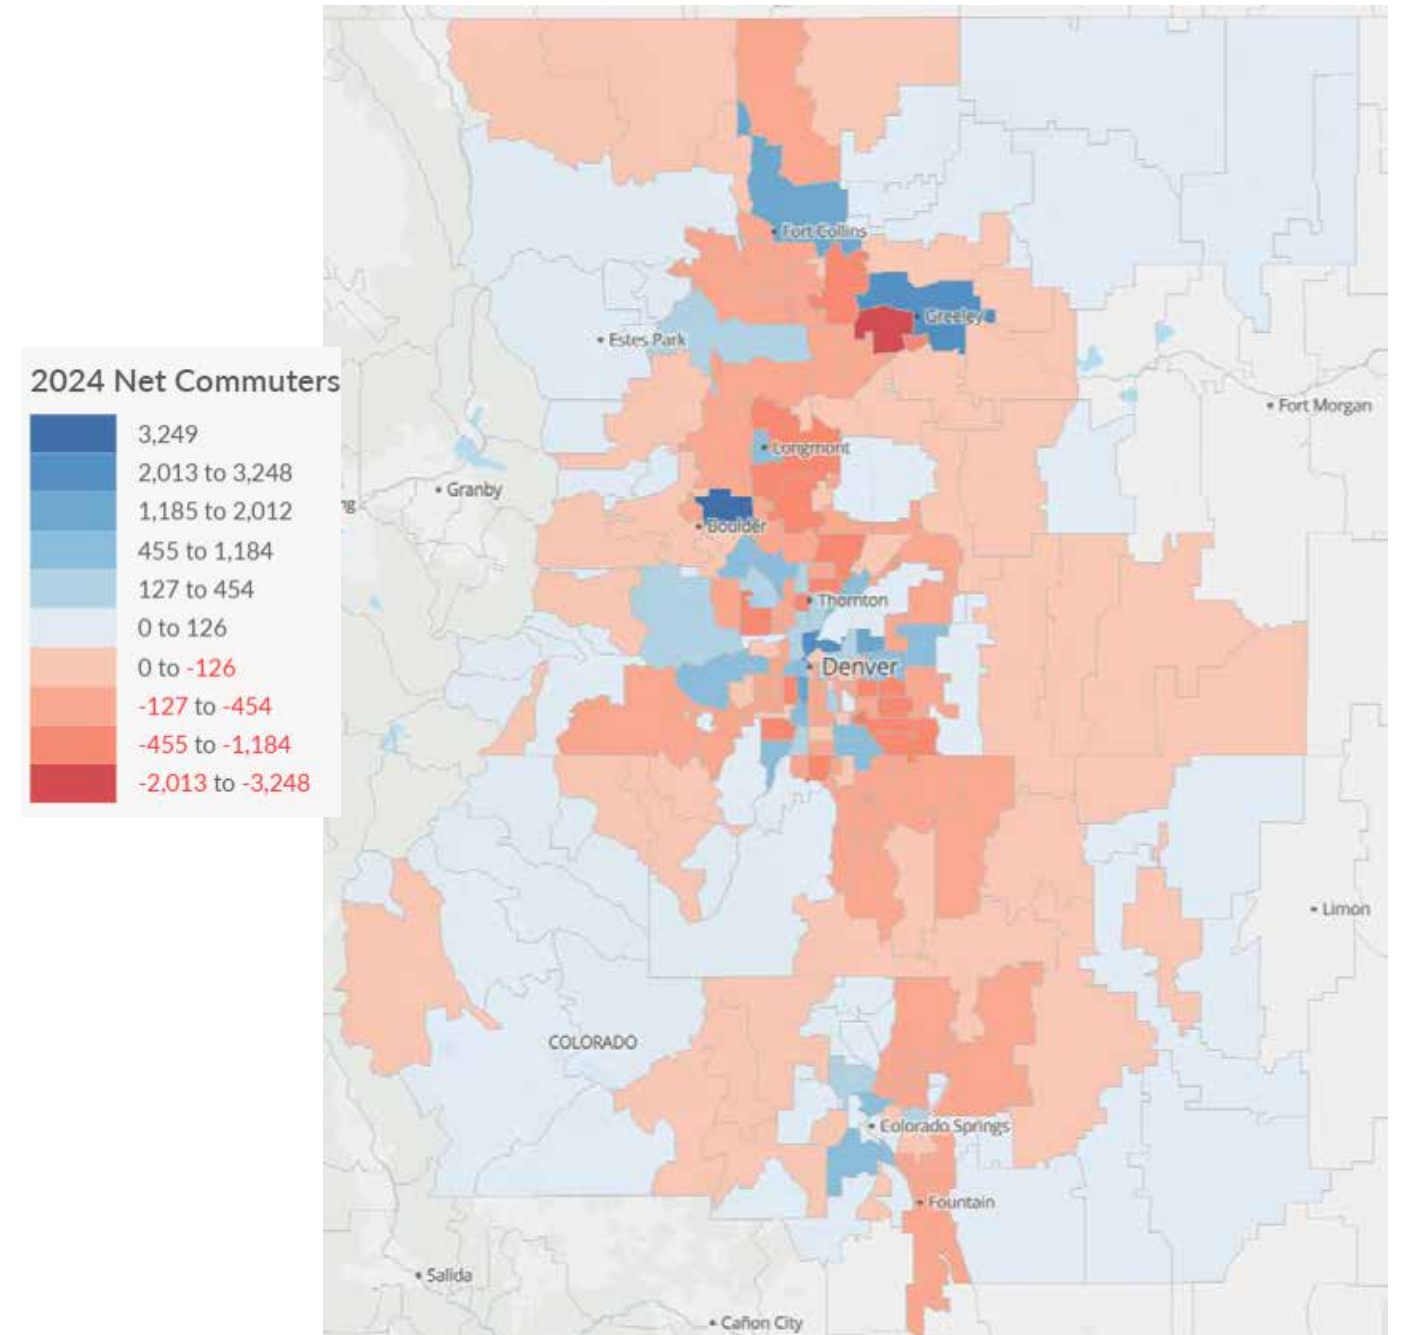 2024 Net Commuters
3,249
2,013 to 3,248
1,185 to 2,012
455 to 1,184
127 to 454
0 to 126
0 to -126
-127 to -454
-455 to -1,184
-2,013 to -3,248
Fort Collins
Greeley
Estes Park
Fort Morgan
Longmont
Granby
Boulder
Thornton
Denver
Limon
COLORADO
Colorado Springs
Fountain
Salida
Cañon City